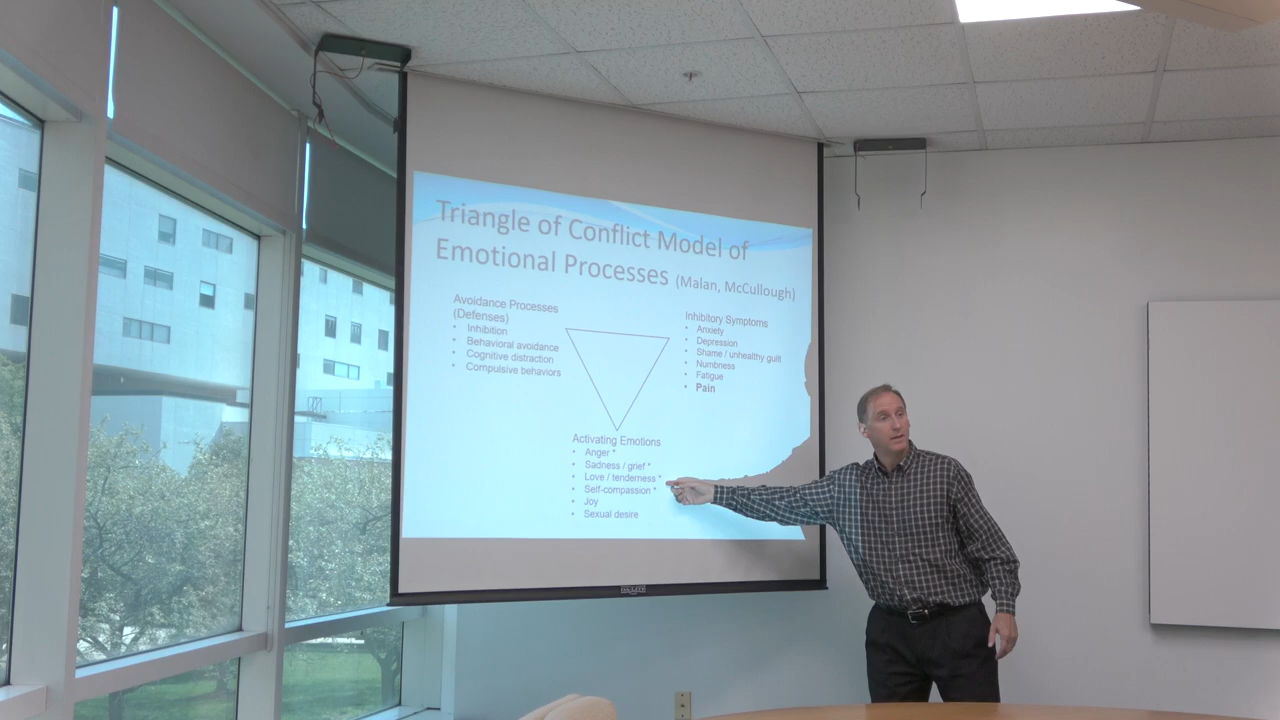 Triangle of Conflict Model of
Emotional Processes (Malan, McCullough)
Avoidance Processes
(Defenses)
• Inhibition
• Behavioral avoidance
• Cognitive distraction
• Compulsive behaviors
Inhibitory Symptoms
• Anxiety
• Depression
• Shame / unhealthy guilt
• Numbness
• Fatigue
• Pain
Activating Emotions
• Anger *
• Sadness / grief *
• Love / tenderness *
• Self-compassion *
• Joy
• Sexual desire